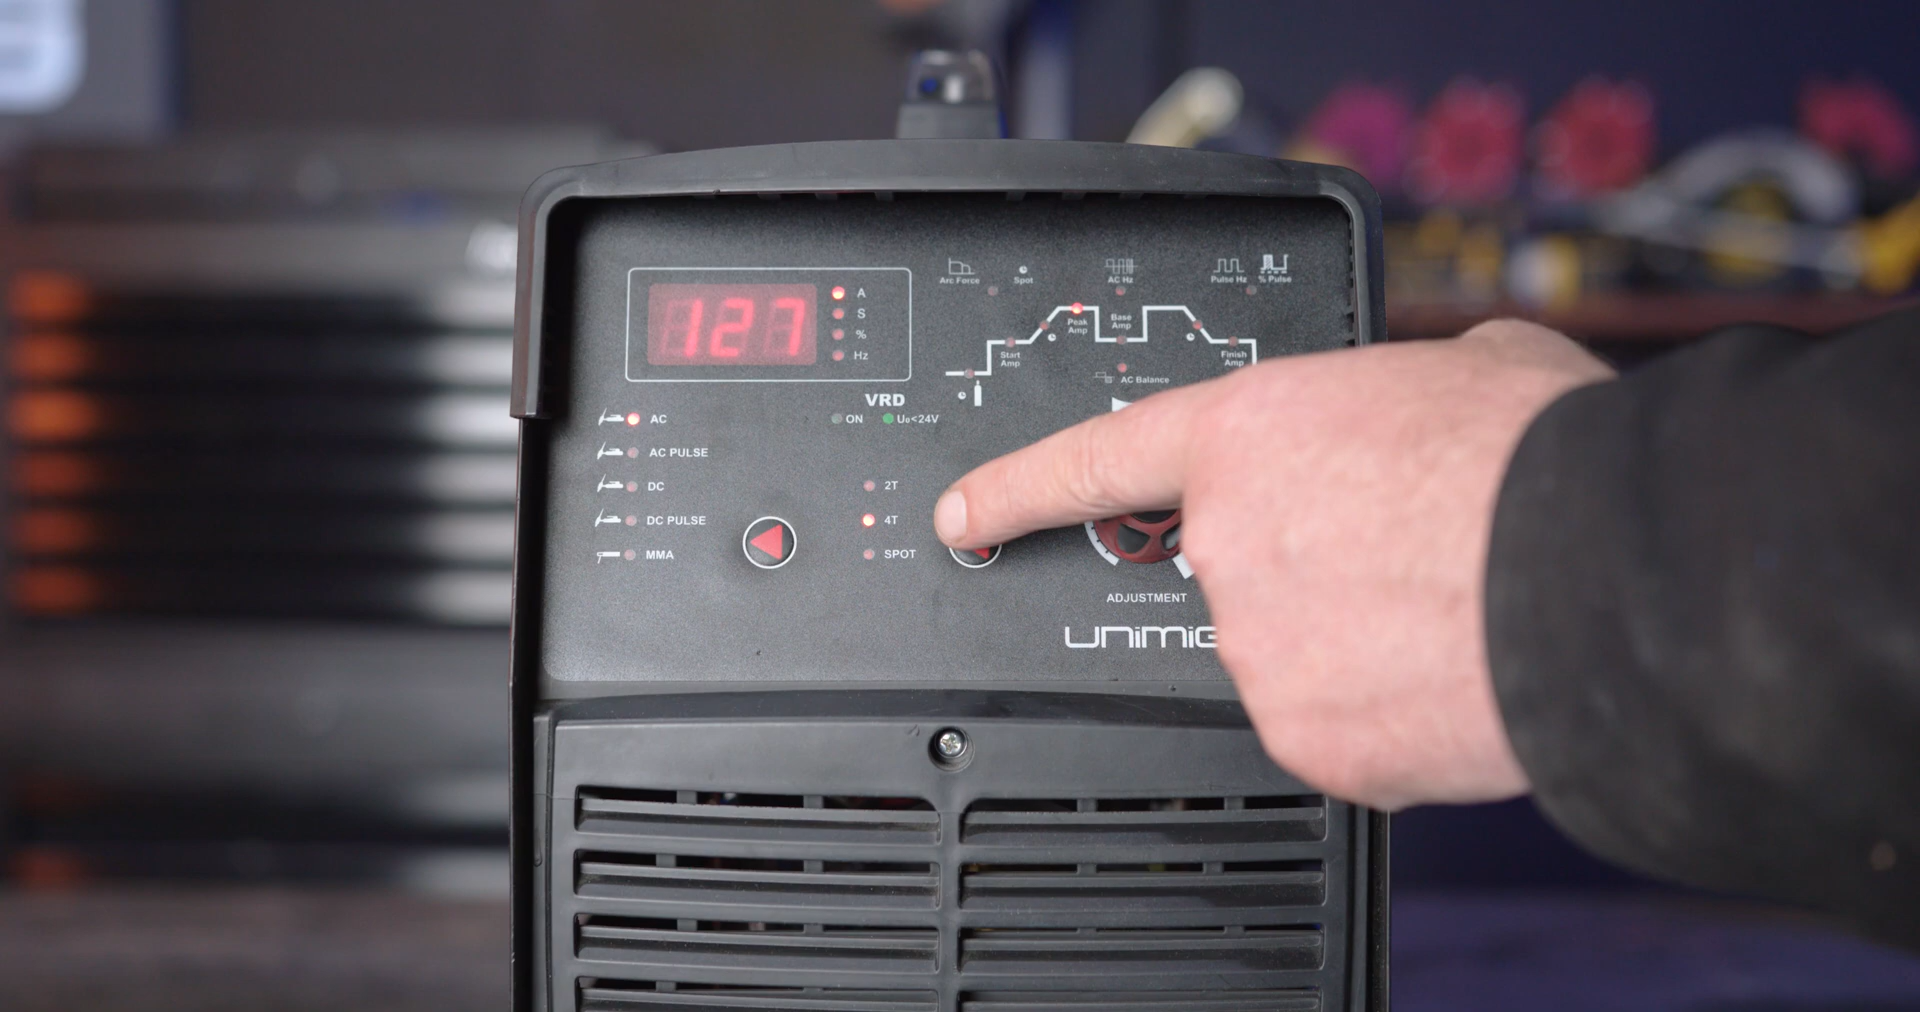 Arc Force
Spot
AC Hz
Pulse Hz
% Pulse
127
A
S
%
Hz
Peak
Amp
Base
Amp
Start
Amp
Finish
Amp
AC Balance
VRD
ON
U₀<24V
AC
AC PULSE
DC
DC PULSE
MMA
2T
4T
SPOT
ADJUSTMENT
UNIMIG